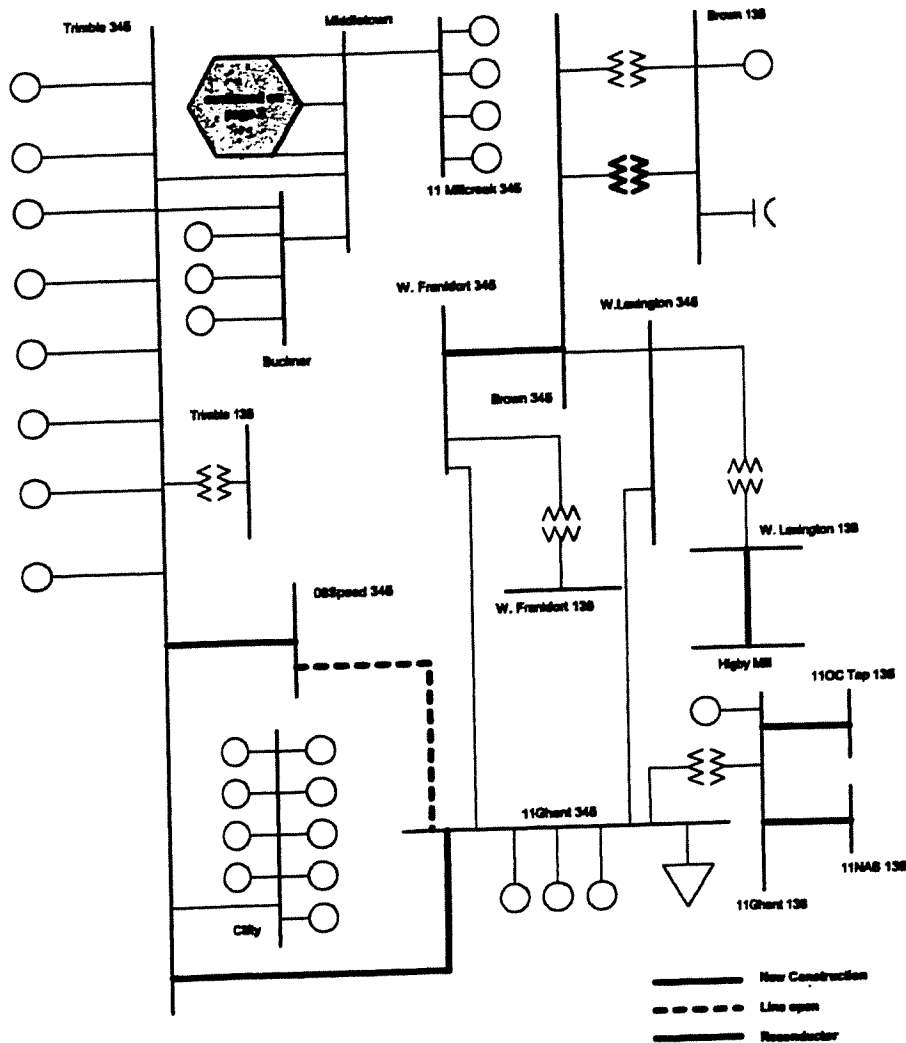 Trimble 345
Middletown
Brown 138
11 Millcreek 345
W. Frankfort 345
W.Lexington 345
Buckner
Brown 345
Trimble 138
W. Lexington 138
08Speed 345
W. Frankfort 138
Higby Mill
11OC Tap 138
11Ghent 345
11NAS 138
11Ghent 138
Clifty
New Construction
Line open
Reconductor